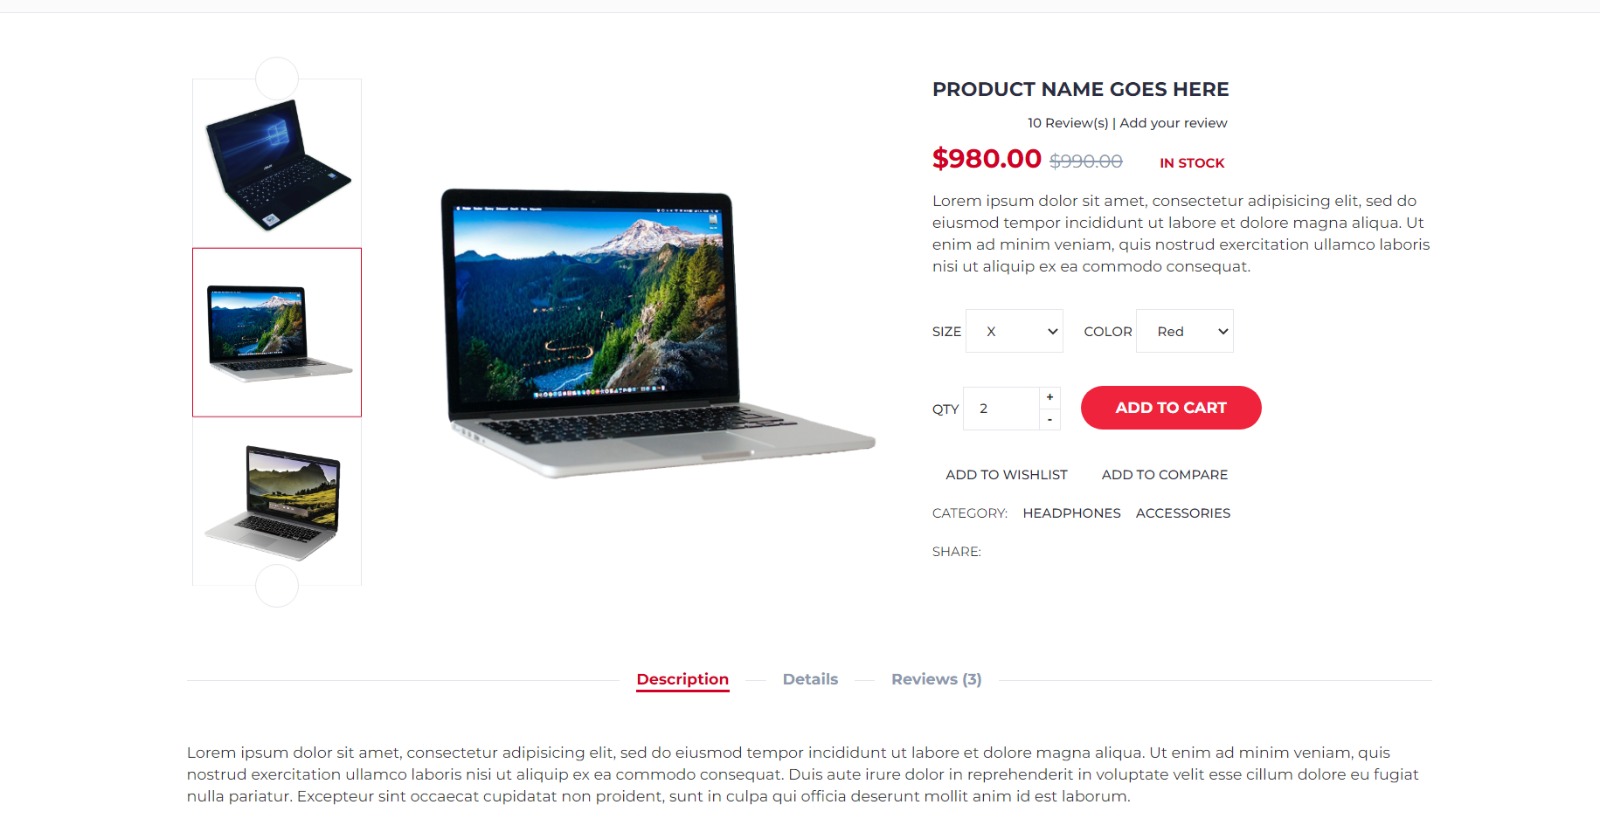 PRODUCT NAME GOES HERE
10 Review(s) | Add your review
$980.00 $990.00 IN STOCK
Lorem ipsum dolor sit amet, consectetur adipisicing elit, sed do
eiusmod tempor incididunt ut labore et dolore magna aliqua. Ut
enim ad minim veniam, quis nostrud exercitation ullamco laboris
nisi ut aliquip ex ea commodo consequat.
SIZE X COLOR Red
QTY 2 + - ADD TO CART
ADD TO WISHLIST ADD TO COMPARE
CATEGORY: HEADPHONES ACCESSORIES
SHARE:
Description Details Reviews (3)
Lorem ipsum dolor sit amet, consectetur adipisicing elit, sed do eiusmod tempor incididunt ut labore et dolore magna aliqua. Ut enim ad minim veniam, quis
nostrud exercitation ullamco laboris nisi ut aliquip ex ea commodo consequat. Duis aute irure dolor in reprehenderit in voluptate velit esse cillum dolore eu fugiat
nulla pariatur. Excepteur sint occaecat cupidatat non proident, sunt in culpa qui officia deserunt mollit anim id est laborum.